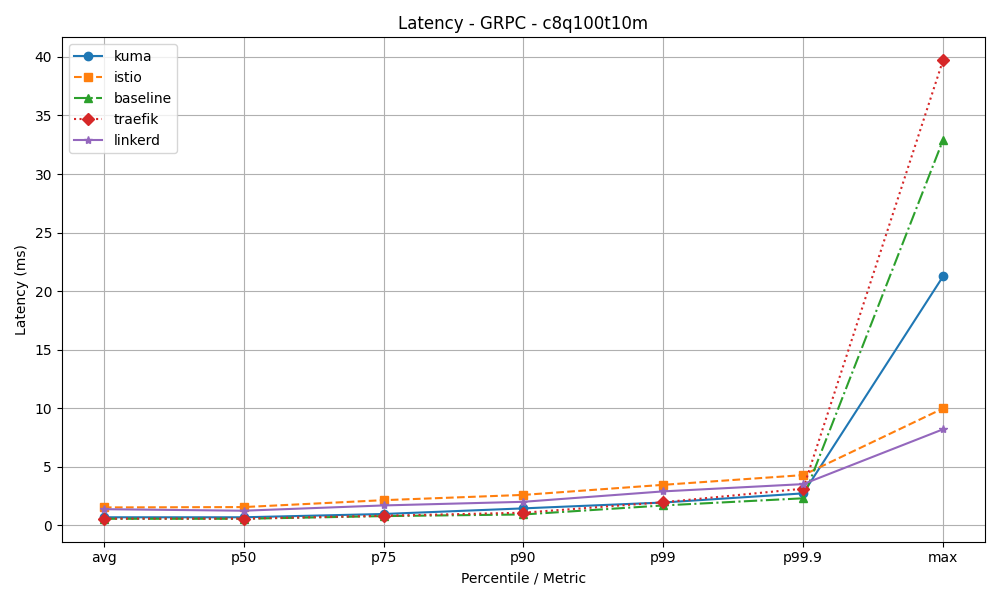 Latency - GRPC - c8q100t10m
kuma
istio
baseline
traefik
linkerd
Latency (ms)
40
35
30
25
20
15
10
5
0
avg p50 p75 p90 p99 p99.9 max
Percentile / Metric